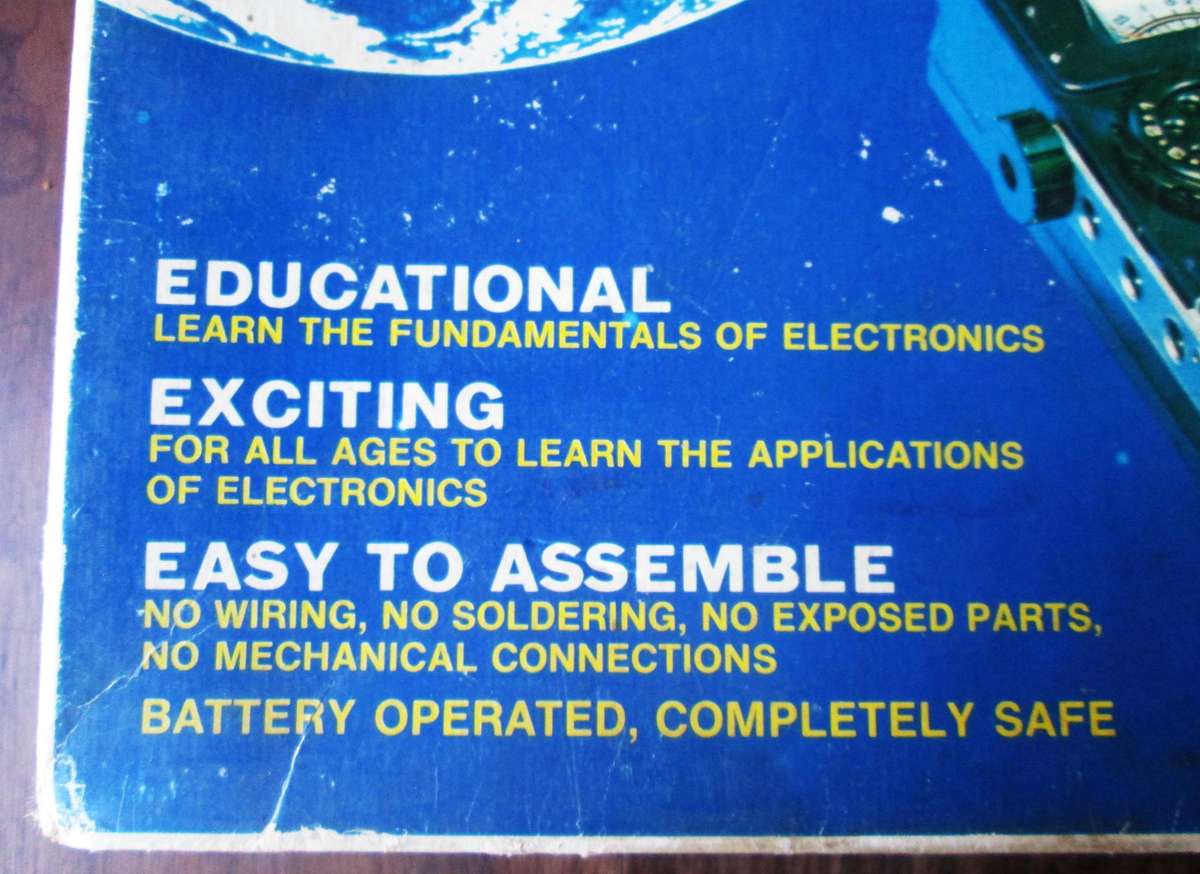 EDUCATIONAL
LEARN THE FUNDAMENTALS OF ELECTRONICS
EXCITING
FOR ALL AGES TO LEARN THE APPLICATIONS
OF ELECTRONICS
EASY TO ASSEMBLE
NO WIRING, NO SOLDERING, NO EXPOSED PARTS,
NO MECHANICAL CONNECTIONS
BATTERY OPERATED, COMPLETELY SAFE